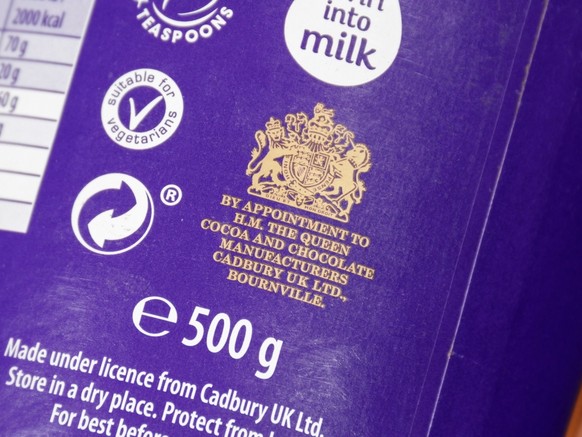 2000 kcal
70 g
20 g
TEASPOONS
into
milk
suitable for
vegetarians
®
BY APPOINTMENT TO
H.M. THE QUEEN
COCOA AND CHOCOLATE
MANUFACTURERS
CADBURY UK LTD.,
BOURNVILLE.
℮ 500 g
Made under licence from Cadbury UK Ltd.
Store in a dry place. Protect from
For best before